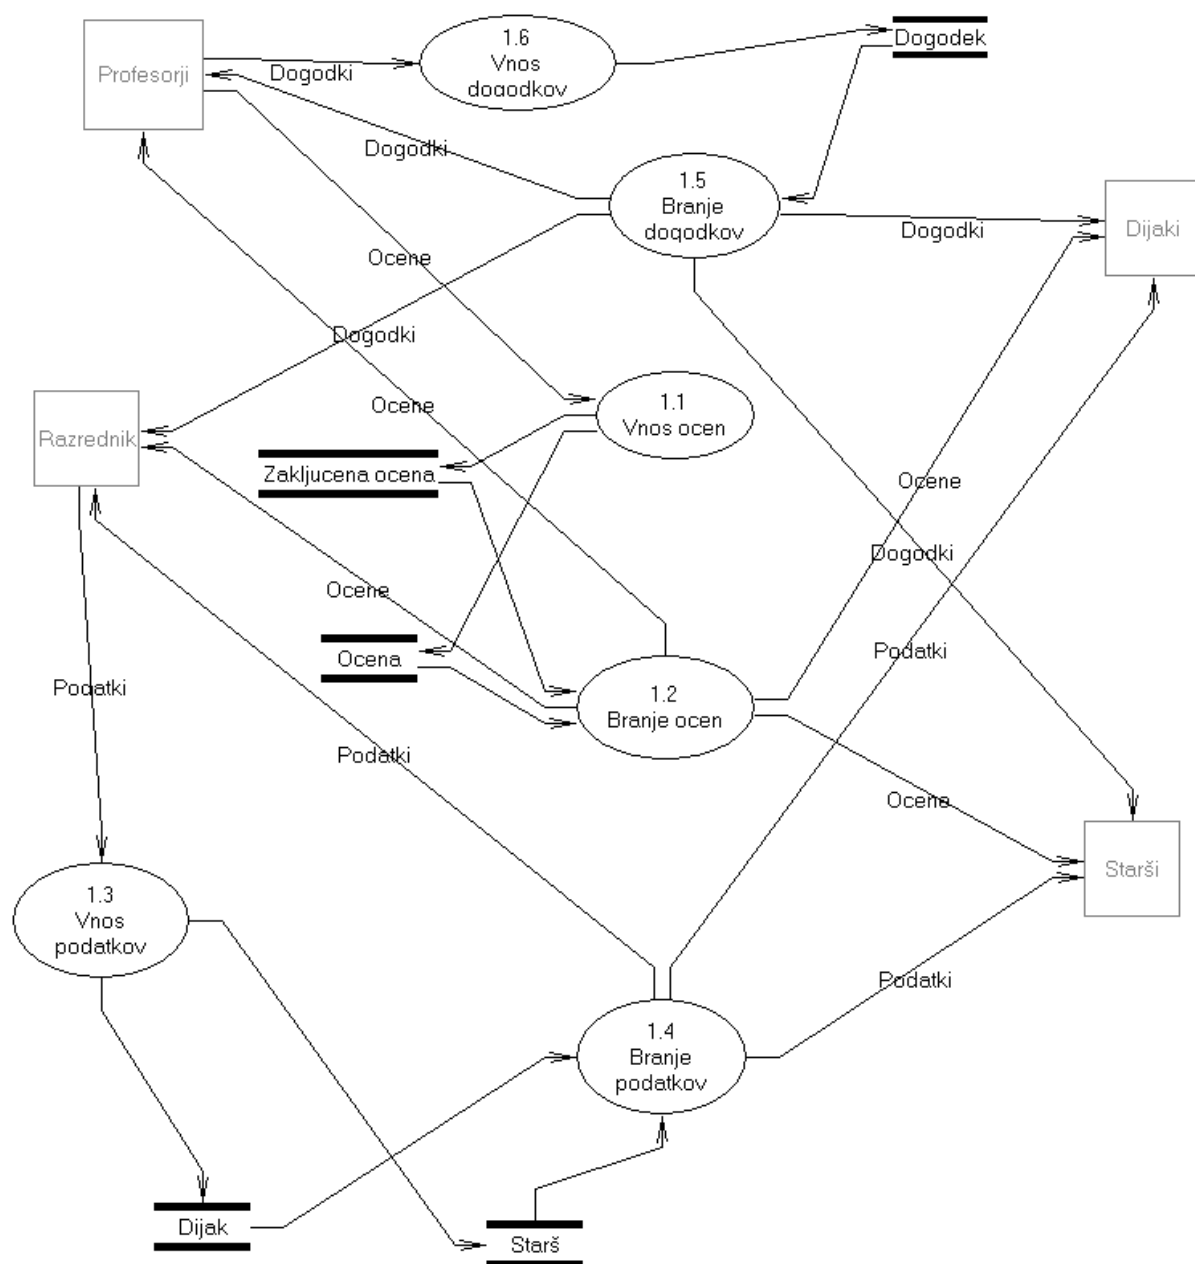 1.6
Vnos
dogodkov
Dogodek
Profesorji
Dogodki
Dogodki
1.5
Branje
dogodkov
Dogodki
Dijaki
Ocene
Dogodki
Ocene
1.1
Vnos ocen
Razrednik
Zakljucena ocena
Ocene
Dogodki
Ocene
Ocena
Podatki
Podatki
1.2
Branje ocen
Podatki
Ocene
Starši
1.3
Vnos
podatkov
Podatki
1.4
Branje
podatkov
Dijak
Starš